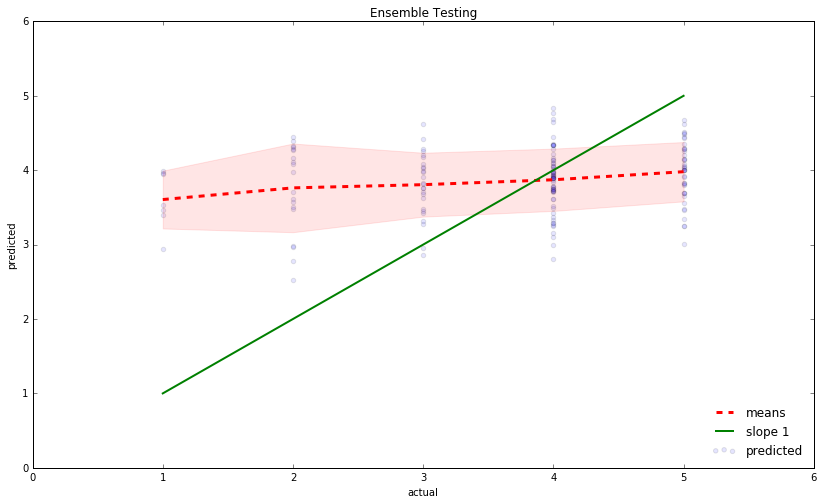 Ensemble Testing
6
5
4
3
2
1
0
predicted
0 1 2 3 4 5 6
actual
means
slope 1
predicted